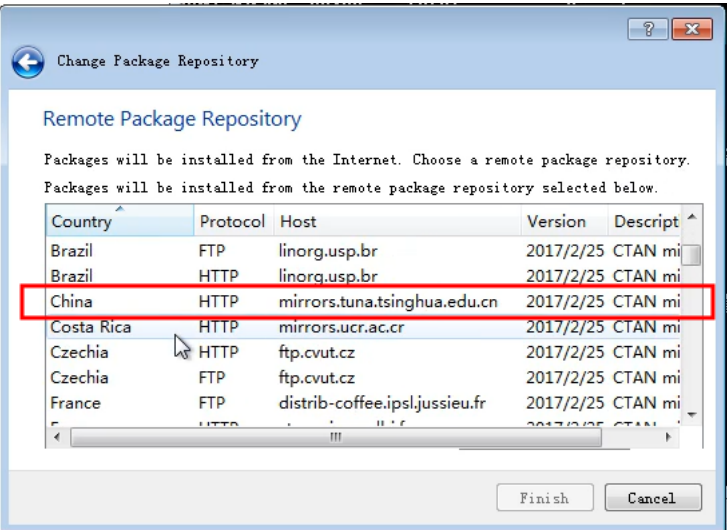 Change Package Repository
Remote Package Repository
Packages will be installed from the Internet. Choose a remote package repository.
Packages will be installed from the remote package repository selected below.
Country Protocol Host Version Descript
Brazil FTP linorg.usp.br 2017/2/25 CTAN mi
Brazil HTTP linorg.usp.br 2017/2/25 CTAN mi
China HTTP mirrors.tuna.tsinghua.edu.cn 2017/2/25 CTAN mi
Costa Rica HTTP mirrors.ucr.ac.cr 2017/2/25 CTAN mi
Czechia HTTP ftp.cvut.cz 2017/2/25 CTAN mi
Czechia FTP ftp.cvut.cz 2017/2/25 CTAN mi
France FTP distrib-coffee.ipsl.jussieu.fr 2017/2/25 CTAN mi
Finish Cancel